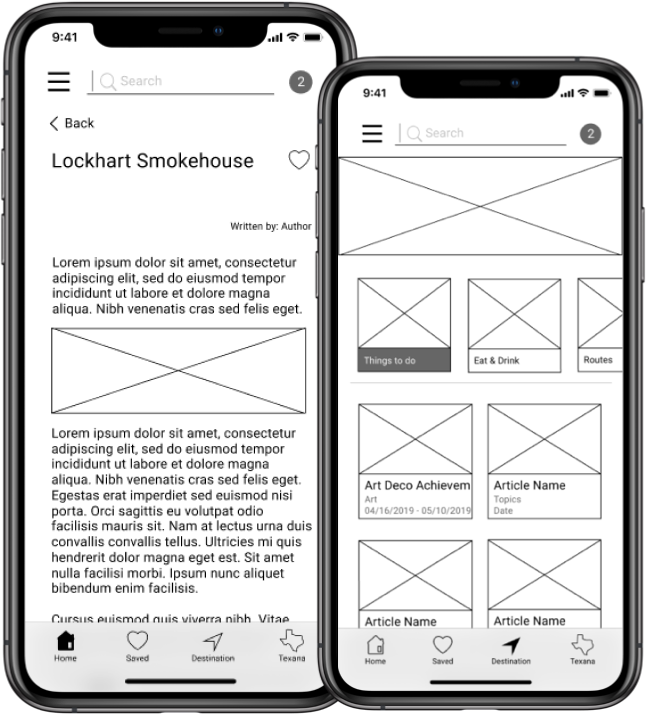 9:41
Search
2
Back
Lockhart Smokehouse
Written by: Author
Lorem ipsum dolor sit amet, consectetur
adipiscing elit, sed do eiusmod tempor
incididunt ut labore et dolore magna
aliqua. Nibh venenatis cras sed felis eget.
Lorem ipsum dolor sit amet, consectetur
adipiscing elit, sed do eiusmod tempor
incididunt ut labore et dolore magna
aliqua. Nibh venenatis cras sed felis eget.
Egestas erat imperdiet sed euismod nisi
porta. Orci sagittis eu volutpat odio
facilisis mauris sit. Nam at lectus urna duis
convallis convallis tellus. Ultricies mi quis
hendrerit dolor magna eget est. Sit amet
nulla facilisi morbi. Ipsum nunc aliquet
bibendum enim facilisis.
Cursus euismod quis viverra nibh. Vitae
Home Saved Destination Texana
9:41
Search
2
Things to do
Eat & Drink
Routes
Art Deco Achievem
Art
04/16/2019 - 05/10/2019
Article Name
Topics
Date
Article Name
Article Name
Home Saved Destination Texana